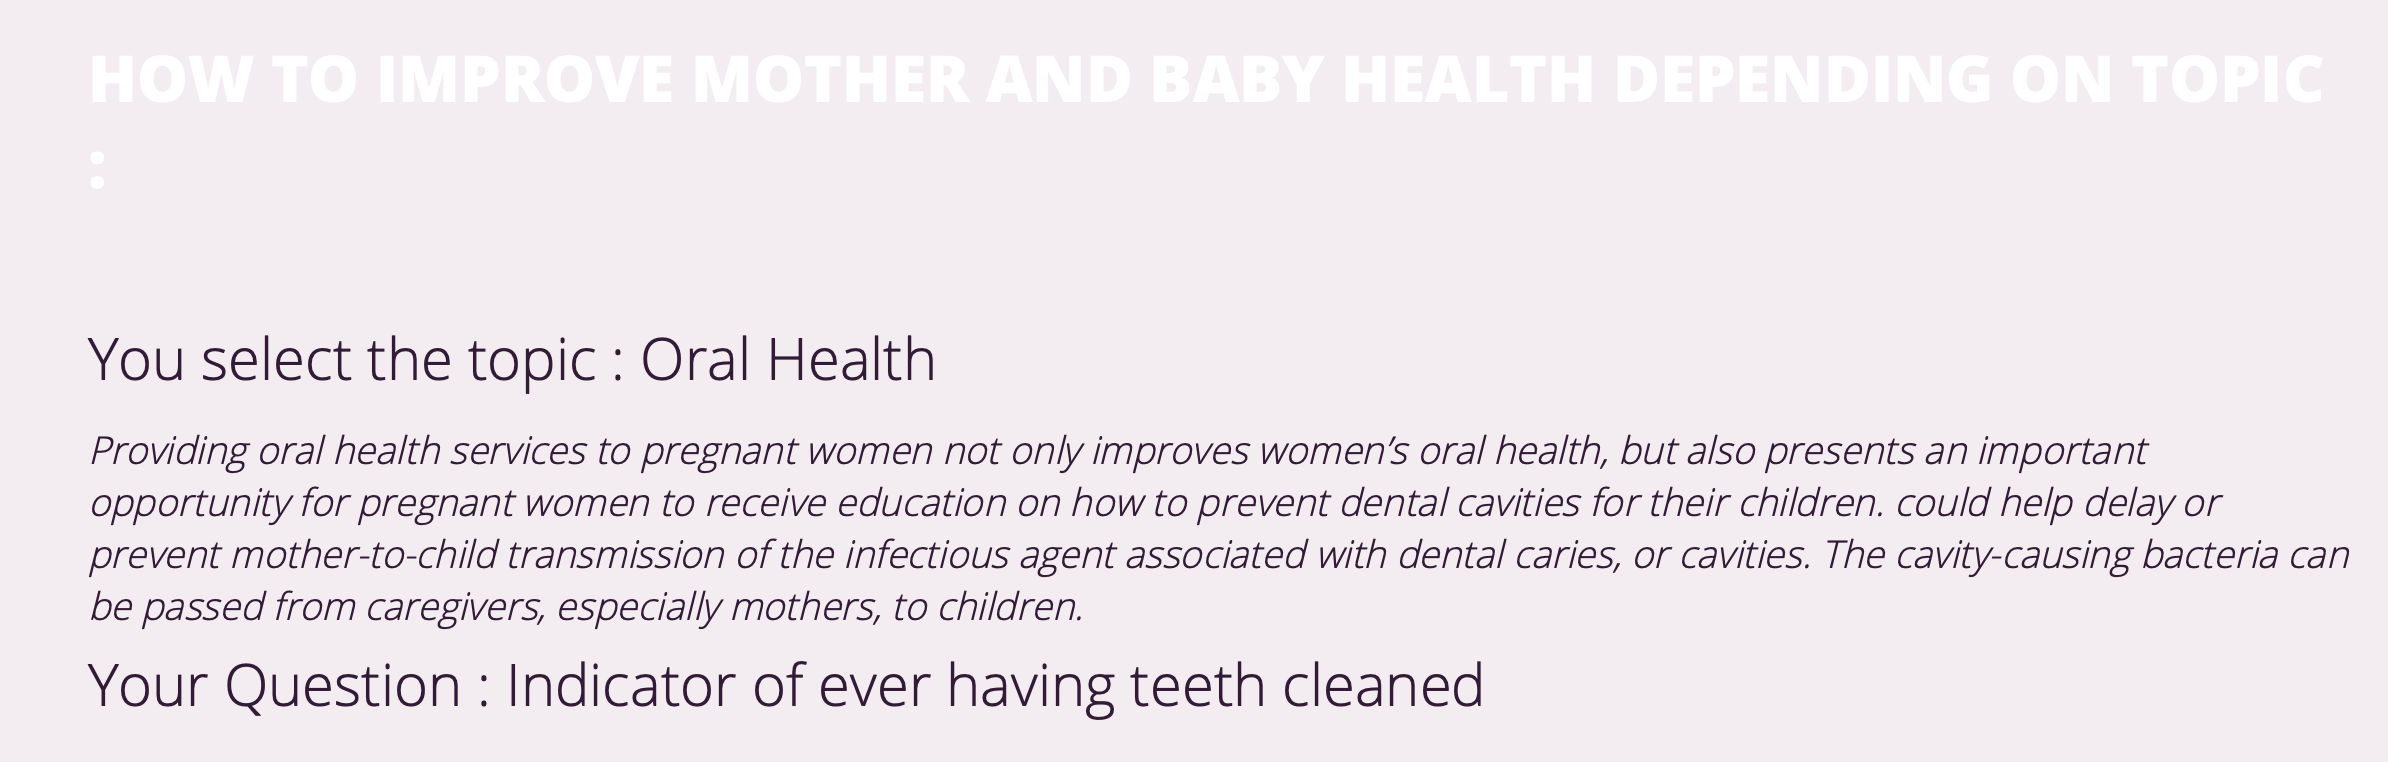 HOW TO IMPROVE MOTHER AND BABY HEALTH DEPENDING ON TOPIC
:
You select the topic : Oral Health
Providing oral health services to pregnant women not only improves women’s oral health, but also presents an important
opportunity for pregnant women to receive education on how to prevent dental cavities for their children. could help delay or
prevent mother-to-child transmission of the infectious agent associated with dental caries, or cavities. The cavity-causing bacteria can
be passed from caregivers, especially mothers, to children.
Your Question : Indicator of ever having teeth cleaned